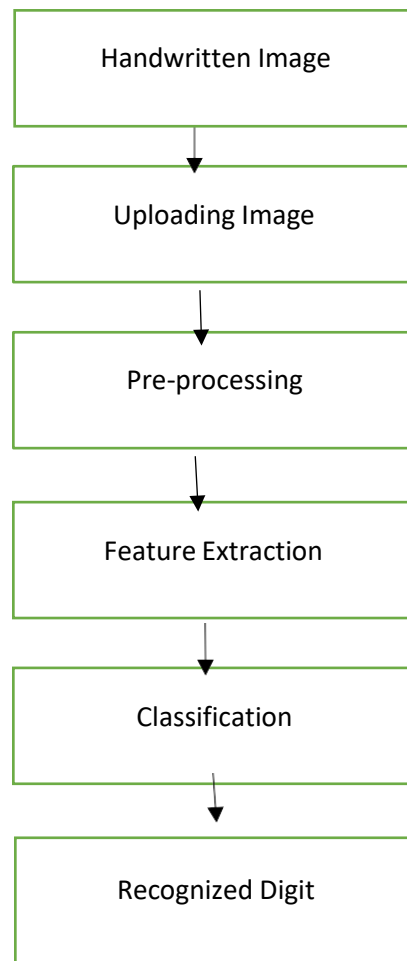 Handwritten Image
Uploading Image
Pre-processing
Feature Extraction
Classification
Recognized Digit